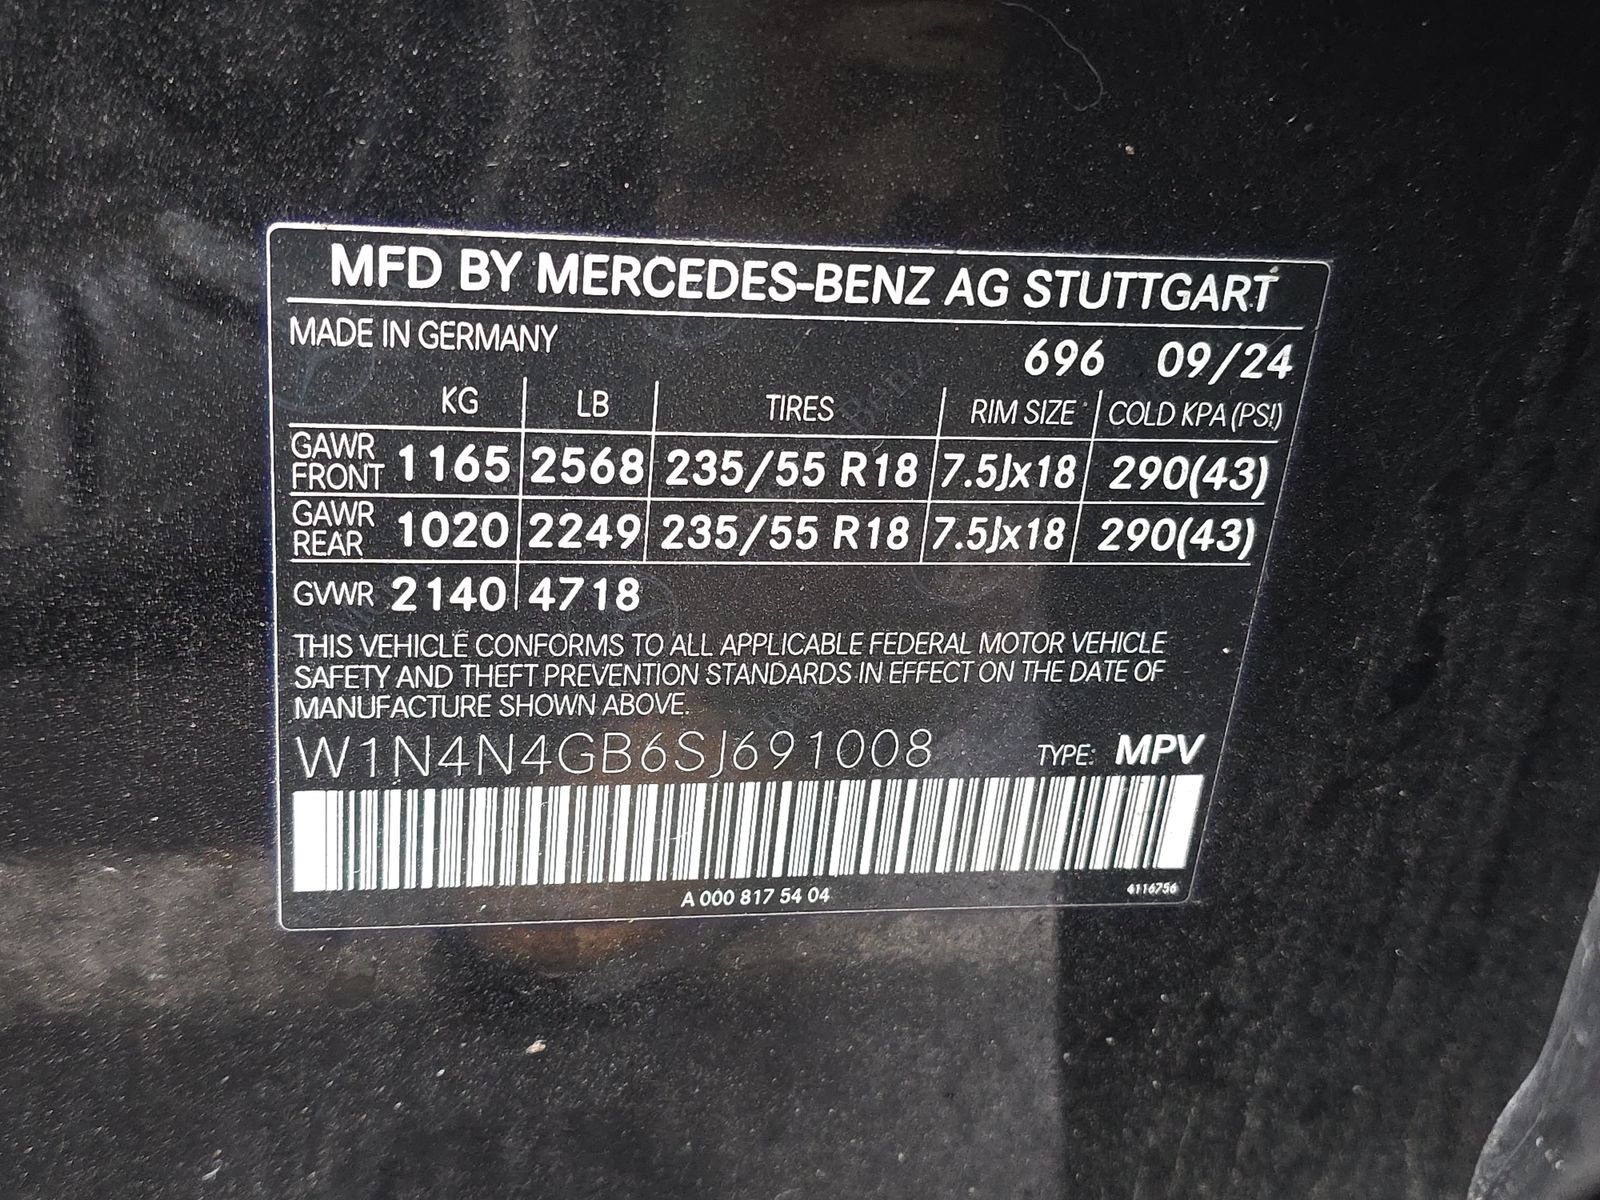 MFD BY MERCEDES-BENZ AG STUTTGART
MADE IN GERMANY
696 09/24
KG LB TIRES RIM SIZE COLD KPA (PSI)
GAWR FRONT 1165 2568 235/55 R18 7.5Jx18 290(43)
GAWR REAR 1020 2249 235/55 R18 7.5Jx18 290(43)
GVWR 2140 4718
THIS VEHICLE CONFORMS TO ALL APPLICABLE FEDERAL MOTOR VEHICLE
SAFETY AND THEFT PREVENTION STANDARDS IN EFFECT ON THE DATE OF
MANUFACTURE SHOWN ABOVE.
W1N4N4GB6SJ691008 TYPE: MPV
A 000 817 54 04 4116756